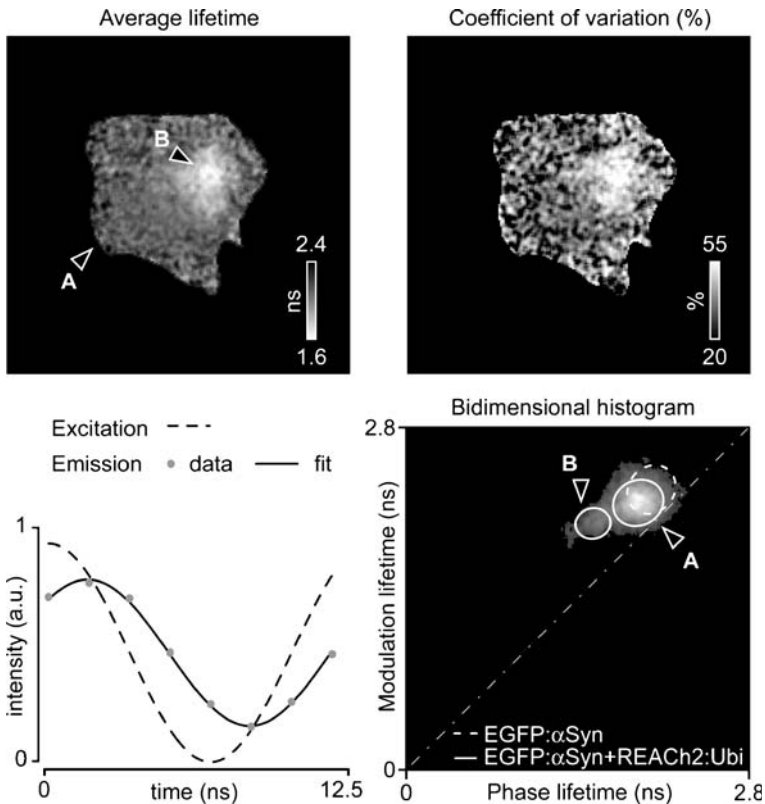 Average lifetime
Coefficient of variation (%)
B
A
2.4
ns
1.6
55
%
20
Excitation
Emission data fit
intensity (a.u.)
1
0
0
time (ns)
12.5
Bidimensional histogram
2.8
Modulation lifetime (ns)
B
A
EGFP:αSyn
EGFP:αSyn+REACh2:Ubi
0
0
Phase lifetime (ns)
2.8